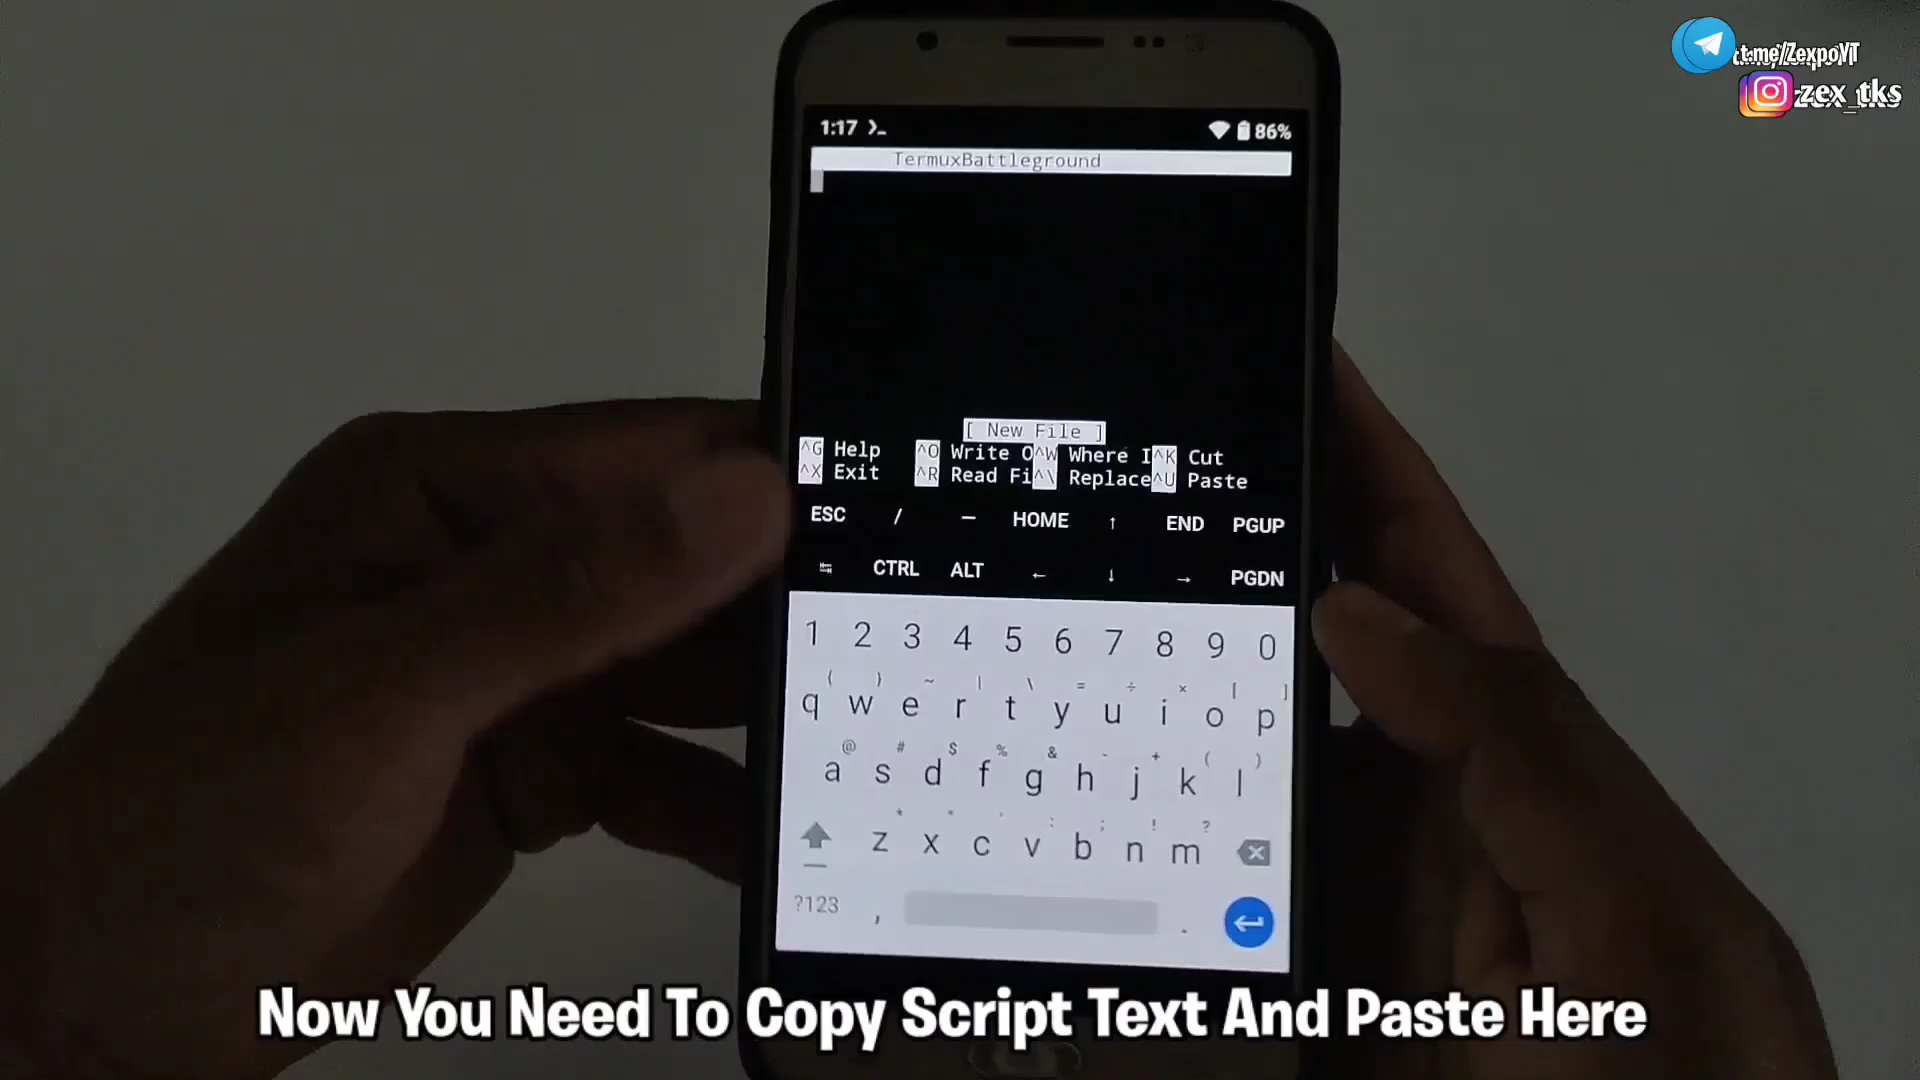 t.me/ZexpoYT
zex_tks
1:17 86%
TermuxBattleground
[ New File ]
^G Help ^O Write O^W Where I^K Cut
^X Exit ^R Read Fi^\ Replace^U Paste
ESC / — HOME ↑ END PGUP
↹ CTRL ALT ← ↓ → PGDN
1 2 3 4 5 6 7 8 9 0
q w e r t y u i o p
a s d f g h j k l
z x c v b n m
?123 , .
Now You Need To Copy Script Text And Paste Here